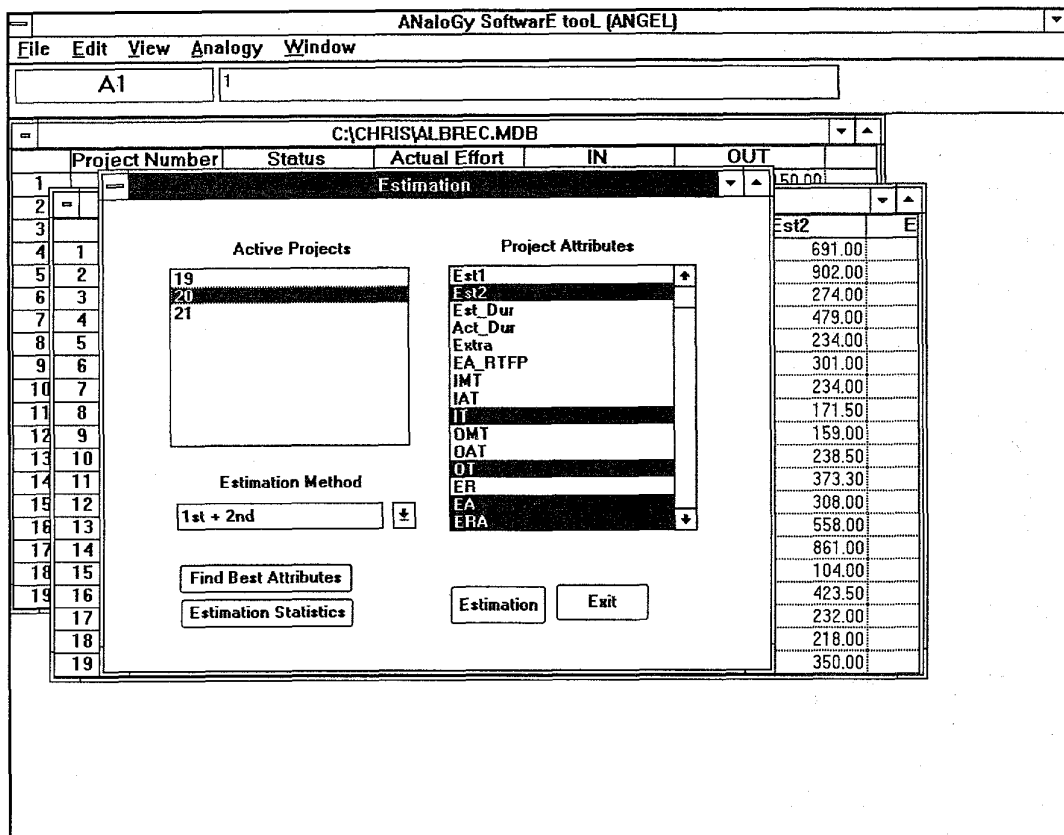 ANaloGy SoftwarE tooL (ANGEL)
File Edit View Analogy Window
A1 1
C:\CHRIS\ALBREC.MDB
Project Number Status Actual Effort IN OUT
1 150.00
2
3
4
5
6
7
8
9
10
11
12
13
14
15
16
17
18
19
Est2 E
1 691.00
2 902.00
3 274.00
4 479.00
5 234.00
6 301.00
7 234.00
8 171.50
9 159.00
10 238.50
11 373.30
12 308.00
13 558.00
14 861.00
15 104.00
16 423.50
17 232.00
18 218.00
19 350.00
Estimation
Active Projects
19
20
21
Estimation Method
1st + 2nd
Find Best Attributes
Estimation Statistics
Project Attributes
Est1
Est2
Est_Dur
Act_Dur
Extra
EA_RTFP
IMT
IAT
IT
OMT
OAT
OT
ER
EA
ERA
Estimation Exit